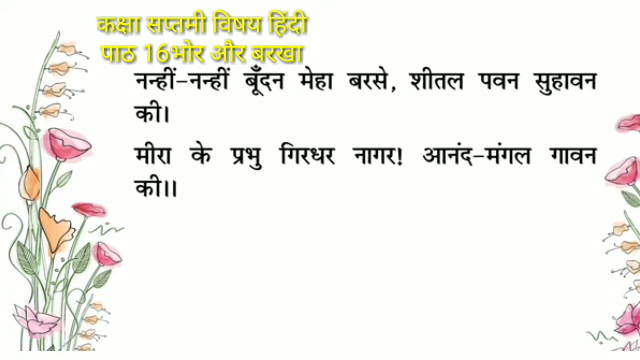 कक्षा सप्तमी विषय हिंदी
पाठ 16भोर और बरखा
नन्हीं-नन्हीं बूँदन मेहा बरसे, शीतल पवन सुहावन
की।
मीरा के प्रभु गिरधर नागर! आनंद-मंगल गावन
की।।